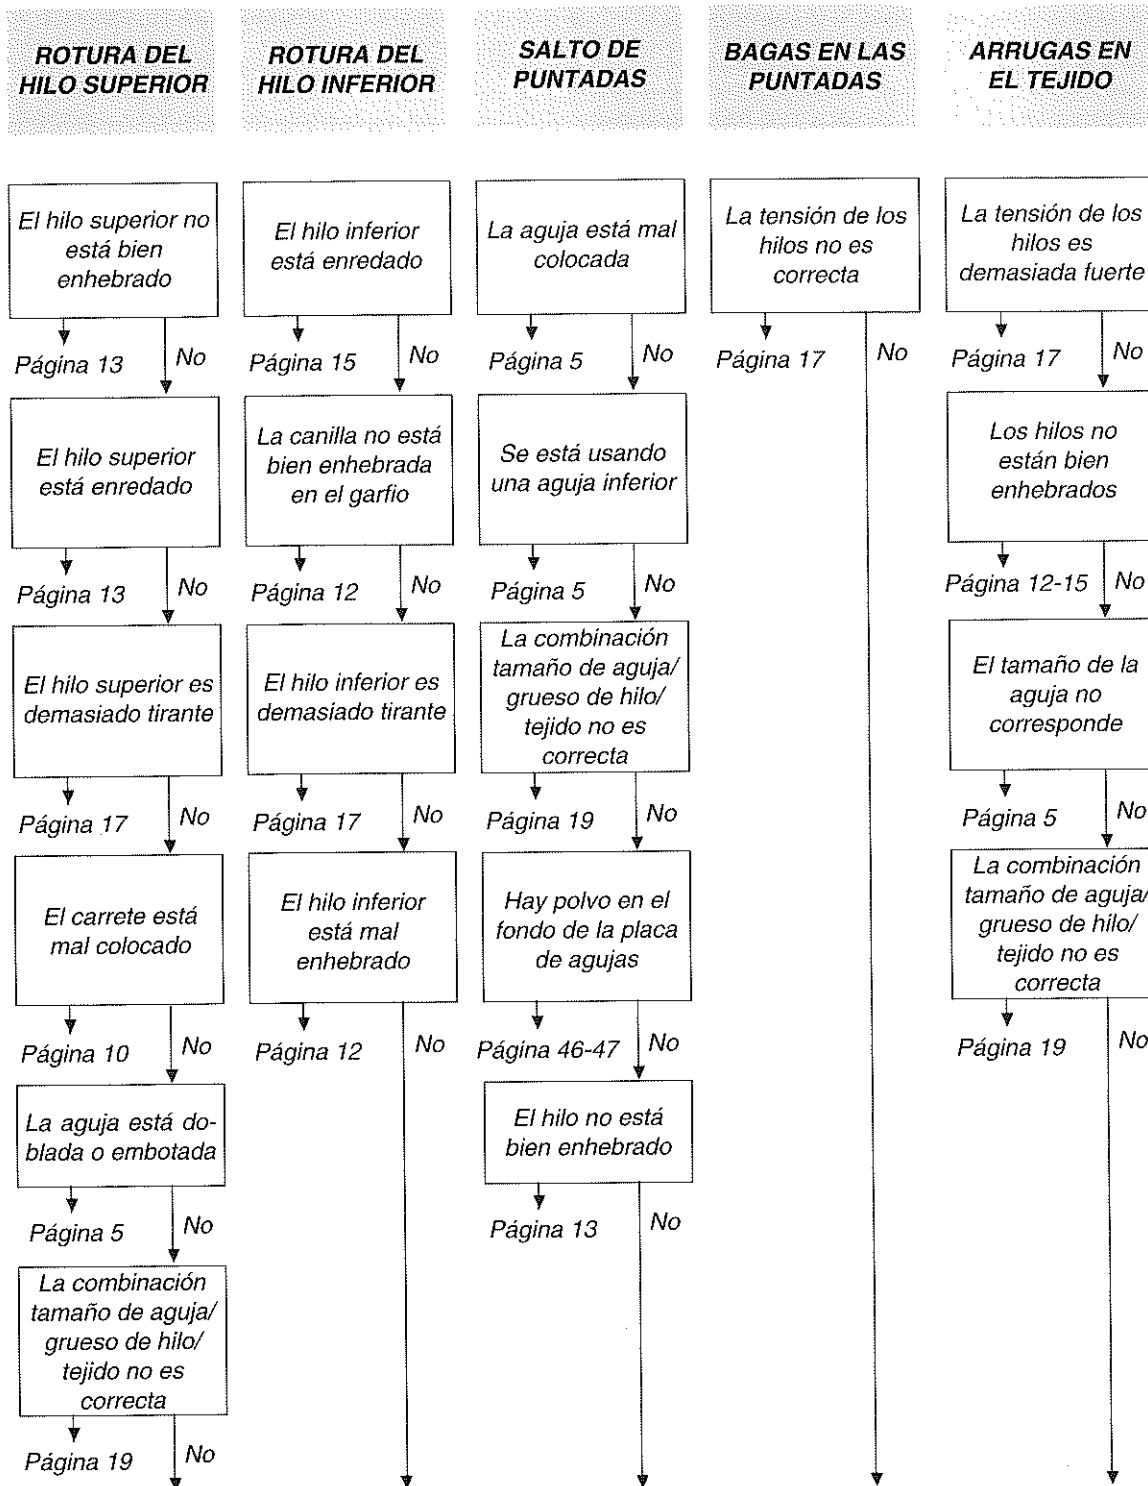 ROTURA DEL
HILO SUPERIOR
El hilo superior no
está bien
enhebrado
Página 13
No
El hilo superior
está enredado
Página 13
No
El hilo superior es
demasiado tirante
Página 17
No
El carrete está
mal colocado
Página 10
No
La aguja está do-
blada o embotada
Página 5
No
La combinación
tamaño de aguja/
grueso de hilo/
tejido no es
correcta
Página 19
No
ROTURA DEL
HILO INFERIOR
El hilo inferior
está enredado
Página 15
No
La canilla no está
bien enhebrada
en el garfio
Página 12
No
El hilo inferior es
demasiado tirante
Página 17
No
El hilo inferior
está mal
enhebrado
Página 12
No
SALTO DE
PUNTADAS
La aguja está mal
colocada
Página 5
No
Se está usando
una aguja inferior
Página 5
No
La combinación
tamaño de aguja/
grueso de hilo/
tejido no es
correcta
Página 19
No
Hay polvo en el
fondo de la placa
de agujas
Página 46-47
No
El hilo no está
bien enhebrado
Página 13
No
BAGAS EN LAS
PUNTADAS
La tensión de los
hilos no es
correcta
Página 17
No
ARRUGAS EN
EL TEJIDO
La tensión de los
hilos es
demasiada fuerte
Página 17
No
Los hilos no
están bien
enhebrados
Página 12-15
No
El tamaño de la
aguja no
corresponde
Página 5
No
La combinación
tamaño de aguja/
grueso de hilo/
tejido no es
correcta
Página 19
No